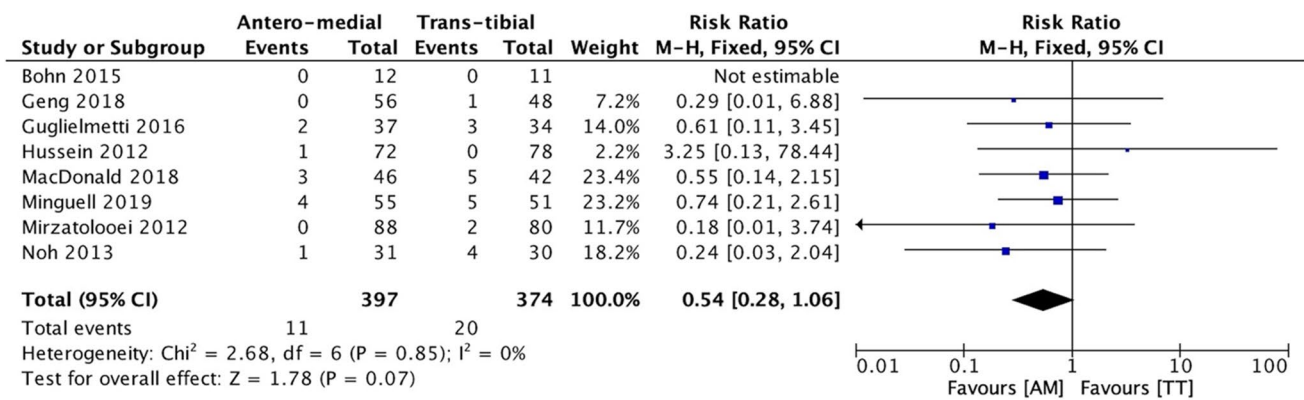 Antero-medial Trans-tibial Risk Ratio Risk Ratio
Study or Subgroup Events Total Events Total Weight M-H, Fixed, 95% CI M-H, Fixed, 95% CI
Bohn 2015 0 12 0 11 Not estimable
Geng 2018 0 56 1 48 7.2% 0.29 [0.01, 6.88]
Guglielmetti 2016 2 37 3 34 14.0% 0.61 [0.11, 3.45]
Hussein 2012 1 72 0 78 2.2% 3.25 [0.13, 78.44]
MacDonald 2018 3 46 5 42 23.4% 0.55 [0.14, 2.15]
Minguell 2019 4 55 5 51 23.2% 0.74 [0.21, 2.61]
Mirzatolooei 2012 0 88 2 80 11.7% 0.18 [0.01, 3.74]
Noh 2013 1 31 4 30 18.2% 0.24 [0.03, 2.04]
Total (95% CI) 397 374 100.0% 0.54 [0.28, 1.06]
Total events 11 20
Heterogeneity: Chi² = 2.68, df = 6 (P = 0.85); I² = 0%
Test for overall effect: Z = 1.78 (P = 0.07)
0.01 0.1 1 10 100
Favours [AM] Favours [TT]